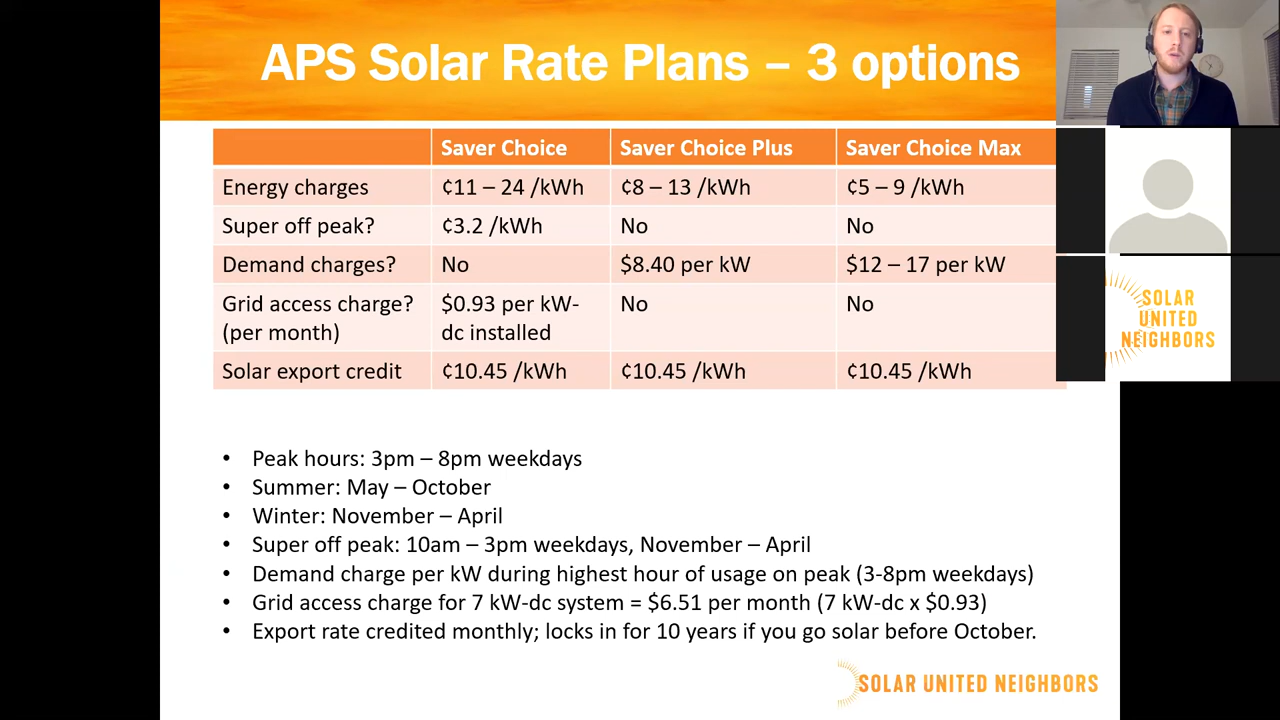 APS Solar Rate Plans – 3 options
Saver Choice Saver Choice Plus Saver Choice Max
Energy charges ¢11 – 24 /kWh ¢8 – 13 /kWh ¢5 – 9 /kWh
Super off peak? ¢3.2 /kWh No No
Demand charges? No $8.40 per kW $12 – 17 per kW
Grid access charge? $0.93 per kW- No No
(per month) dc installed
Solar export credit ¢10.45 /kWh ¢10.45 /kWh ¢10.45 /kWh
SOLAR
UNITED
NEIGHBORS
• Peak hours: 3pm – 8pm weekdays
• Summer: May – October
• Winter: November – April
• Super off peak: 10am – 3pm weekdays, November – April
• Demand charge per kW during highest hour of usage on peak (3-8pm weekdays)
• Grid access charge for 7 kW-dc system = $6.51 per month (7 kW-dc x $0.93)
• Export rate credited monthly; locks in for 10 years if you go solar before October.
SOLAR UNITED NEIGHBORS